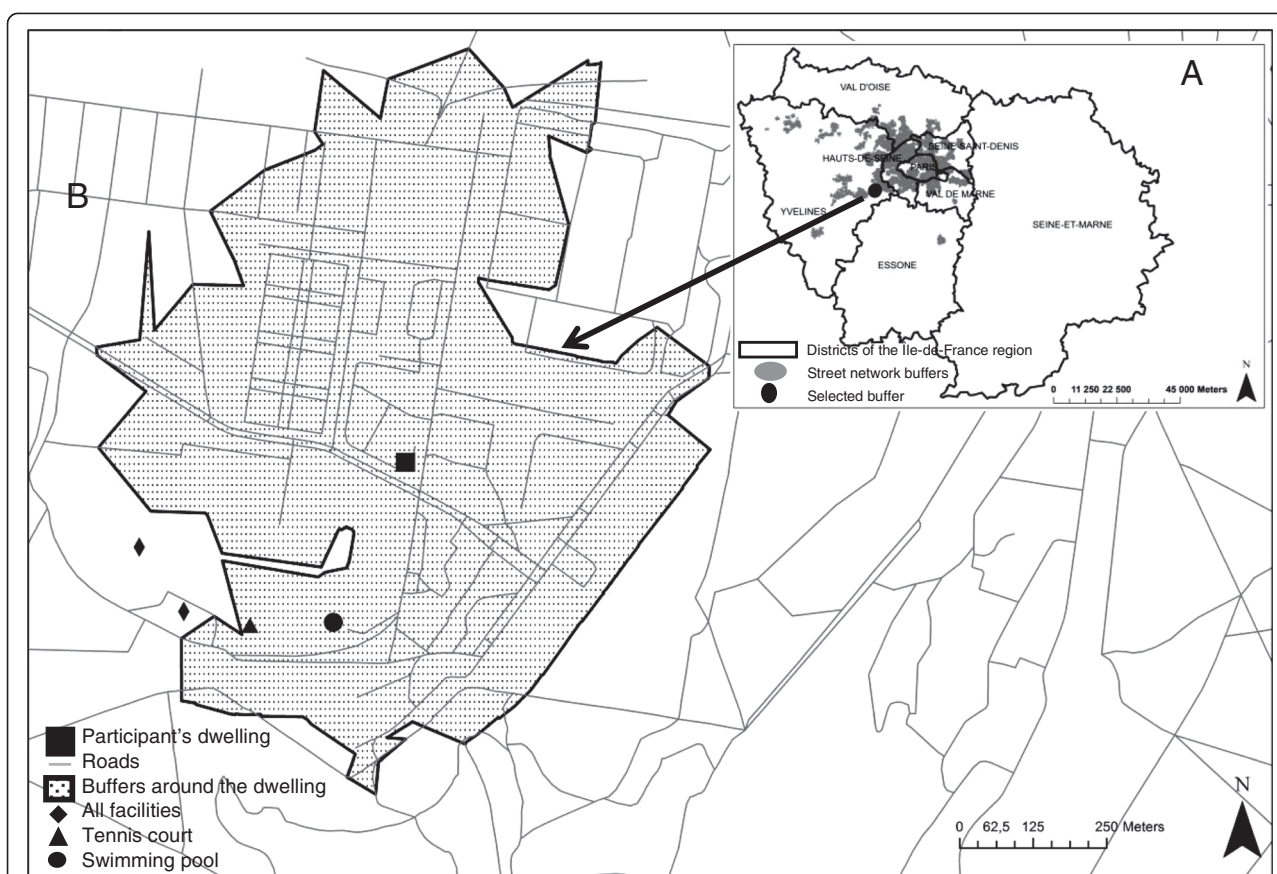 A
VAL D'OISE
SEINE-SAINT-DENIS
HAUTS-DE-SEINE
PARIS
VAL DE MARNE
YVELINES
SEINE-ET-MARNE
ESSONE
Districts of the Ile-de-France region
Street network buffers
Selected buffer
N
0 11 250 22 500 45 000 Meters
B
Participant's dwelling
Roads
Buffers around the dwelling
All facilities
Tennis court
Swimming pool
N
0 62,5 125 250 Meters